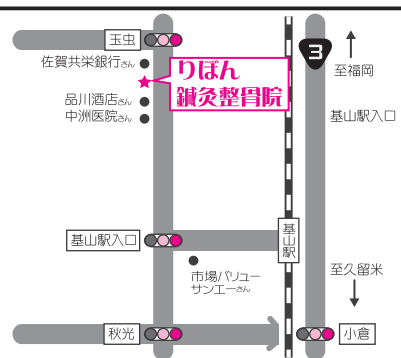 玉虫
佐賀共栄銀行さん
りぼん
鍼灸整骨院
品川酒店さん
中洲医院さん
3
至福岡
基山駅入口
基山駅入口
基山駅
市場バリュー
サンエーさん
至久留米
秋光
小倉